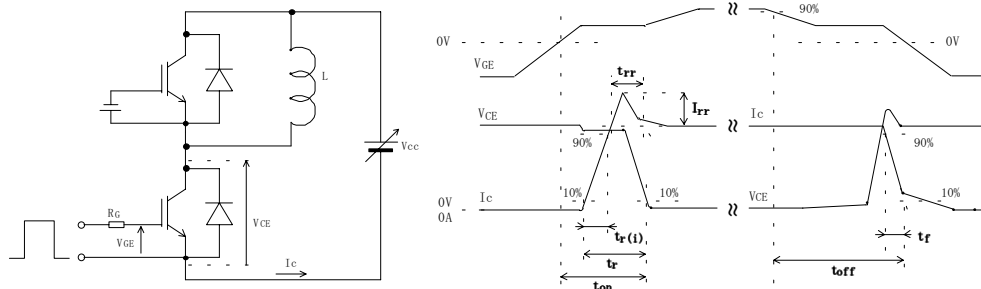 L
Vcc
RG
VGE
VCE
Ic
0V
VGE
90%
0V
trr
Irr
VCE
Ic
90%
90%
0V
0A
Ic
10%
10%
VCE
10%
tr(i)
tr
ton
tf
toff